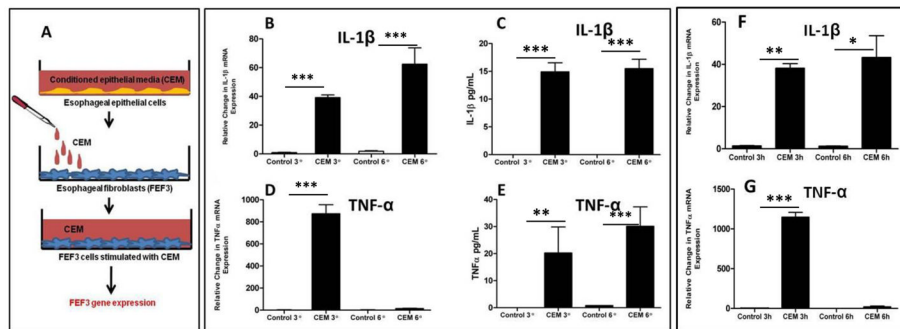 A
Conditioned epithelial media (CEM)
Esophageal epithelial cells
CEM
Esophageal fibroblasts (FEF3)
CEM
FEF3 cells stimulated with CEM
FEF3 gene expression
B
IL-1β
Relative Change in IL-1β mRNA
Expression
80
60
40
20
0
***
***
Control 3°
CEM 3°
Control 6°
CEM 6°
C
IL-1β
IL-1β pg/mL
20
15
10
5
0
***
***
Control 3°
CEM 3°
Control 6°
CEM 6°
D
TNF-α
Relative Change in TNFα mRNA
Expression
1000
800
600
400
200
0
***
Control 3°
CEM 3°
Control 6°
CEM 6°
E
TNF-α
TNFα pg/mL
40
30
20
10
0
**
***
Control 3°
CEM 3°
Control 6°
CEM 6°
F
IL-1β
Relative Change in IL-1β mRNA
Expression
60
40
20
0
**
*
Control 3h
CEM 3h
Control 6h
CEM 6h
G
TNF-α
Relative Change in TNFα mRNA
Expression
1500
1000
500
0
***
Control 3h
CEM 3h
Control 6h
CEM 6h